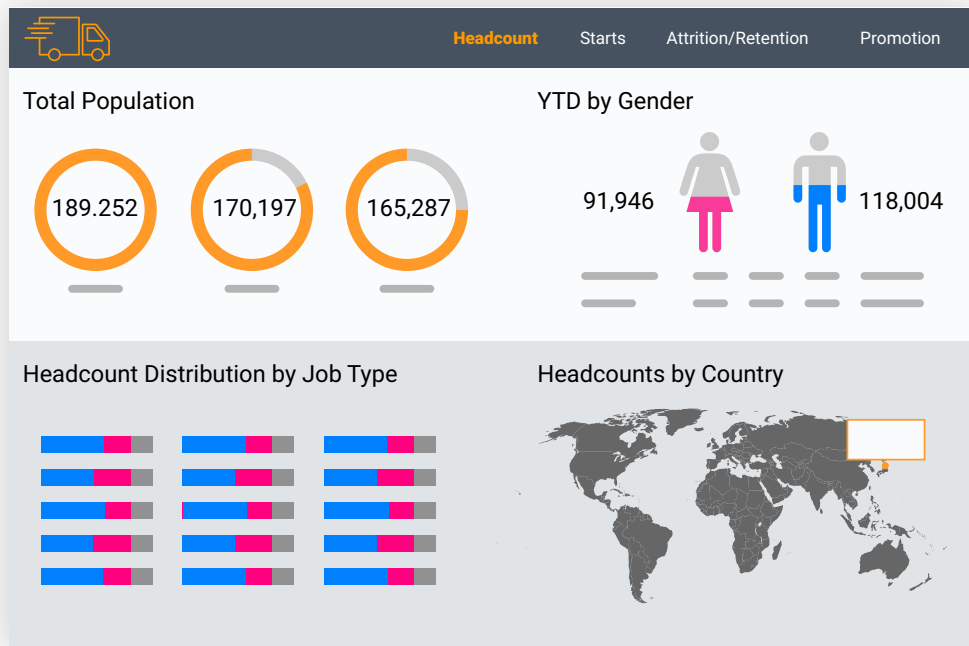 Headcount Starts Attrition/Retention Promotion
Total Population
189.252 170,197 165,287
YTD by Gender
91,946 118,004
Headcount Distribution by Job Type
Headcounts by Country